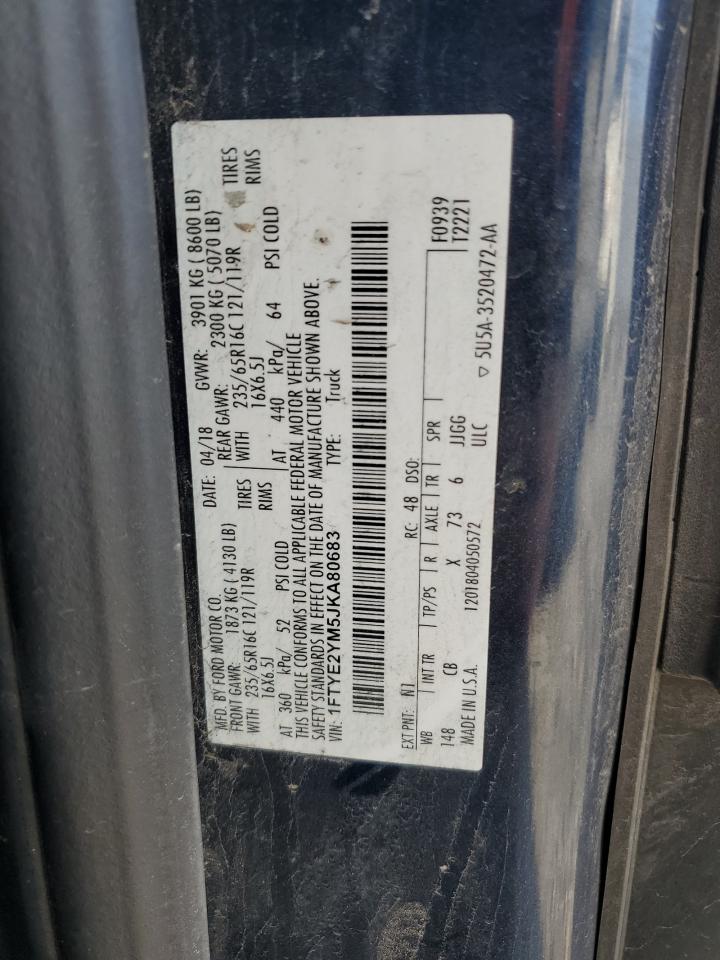 MFD. BY FORD MOTOR CO.
DATE: 04/18 GVWR: 3901 KG ( 8600 LB)
FRONT GAWR: 1873 KG ( 4130 LB) REAR GAWR: 2300 KG ( 5070 LB)
WITH 235/65R16C 121/119R TIRES WITH 235/65R16C 121/119R TIRES
16X6.5J RIMS 16X6.5J RIMS
AT 360 kPa/ 52 PSI COLD AT 440 kPa/ 64 PSI COLD
THIS VEHICLE CONFORMS TO ALL APPLICABLE FEDERAL MOTOR VEHICLE
SAFETY STANDARDS IN EFFECT ON THE DATE OF MANUFACTURE SHOWN ABOVE.
VIN: 1FTYE2YM5JKA80683 TYPE: Truck
EXT PNT: N1 RC: 48 DSO: F0939
WB INT TR TP/PS R AXLE TR SPR T2221
148 CB X 73 6 JJGG
MADE IN U.S.A. 120180405​0572 ULC ▽ 5U5A-3520472-AA